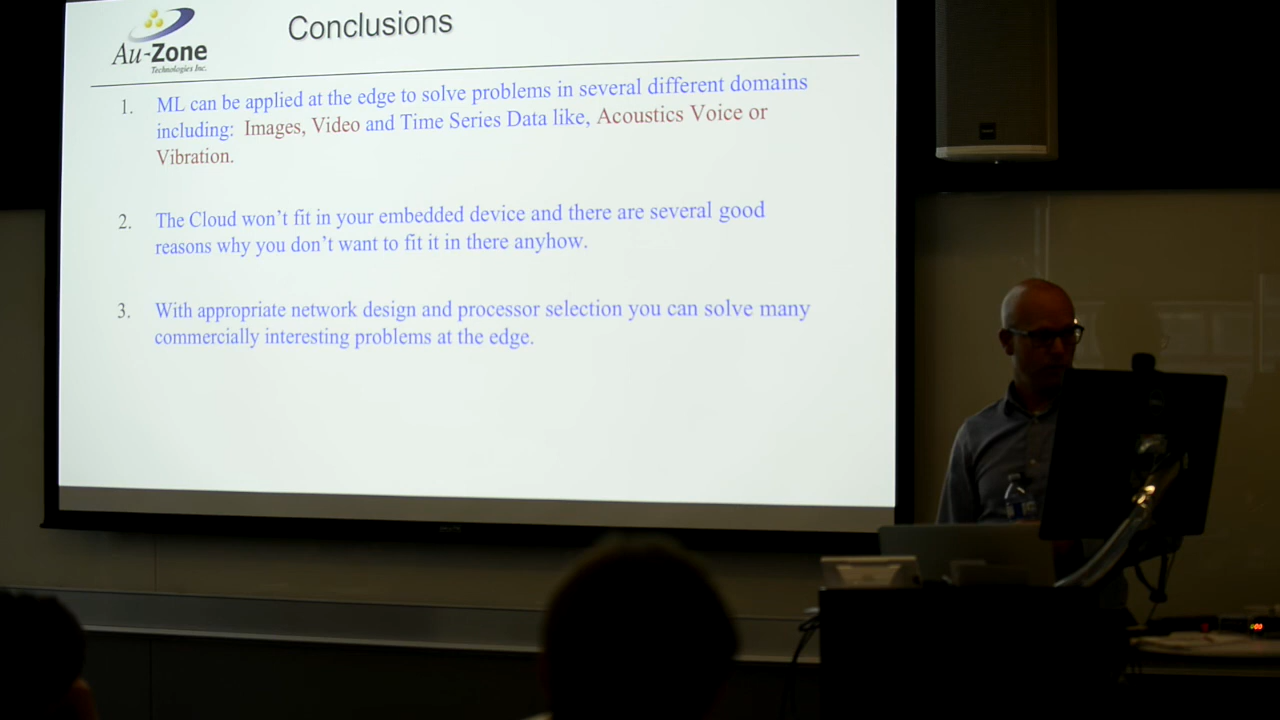 Conclusions
Au-Zone
Technologies Inc.
1. ML can be applied at the edge to solve problems in several different domains
including: Images, Video and Time Series Data like, Acoustics Voice or
Vibration.
2. The Cloud won't fit in your embedded device and there are several good
reasons why you don't want to fit it in there anyhow.
3. With appropriate network design and processor selection you can solve many
commercially interesting problems at the edge.